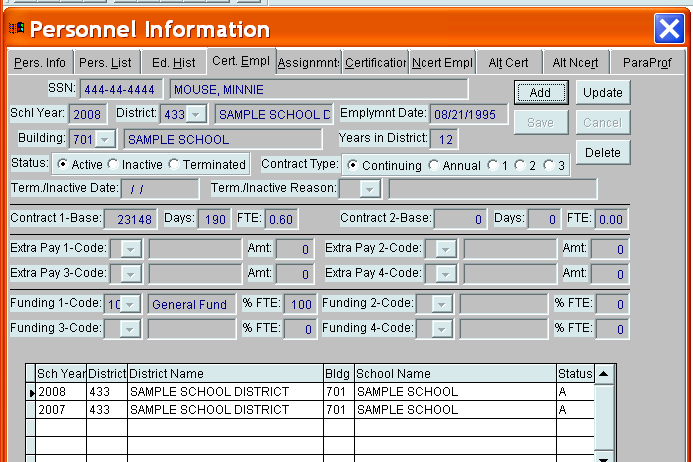 Personnel Information
Pers. Info Pers. List Ed. Hist Cert. Empl Assignmnts Certification Ncert Empl Alt Cert Alt Ncert ParaProf
SSN: 444-44-4444 MOUSE, MINNIE Add Update
Schl Year: 2008 District: 433 SAMPLE SCHOOL D Emplymnt Date: 08/21/1995 Save Cancel
Building: 701 SAMPLE SCHOOL Years in District: 12 Delete
Status: Active Inactive Terminated Contract Type: Continuing Annual 1 2 3
Term./Inactive Date: / / Term./Inactive Reason:
Contract 1-Base: 23148 Days: 190 FTE: 0.60 Contract 2-Base: 0 Days: 0 FTE: 0.00
Extra Pay 1-Code: Amt: 0 Extra Pay 2-Code: Amt: 0
Extra Pay 3-Code: Amt: 0 Extra Pay 4-Code: Amt: 0
Funding 1-Code: General Fund % FTE: 100 Funding 2-Code: % FTE: 0
Funding 3-Code: % FTE: 0 Funding 4-Code: % FTE: 0
Sch Year District District Name Bldg School Name Status
2008 433 SAMPLE SCHOOL DISTRICT 701 SAMPLE SCHOOL A
2007 433 SAMPLE SCHOOL DISTRICT 701 SAMPLE SCHOOL A